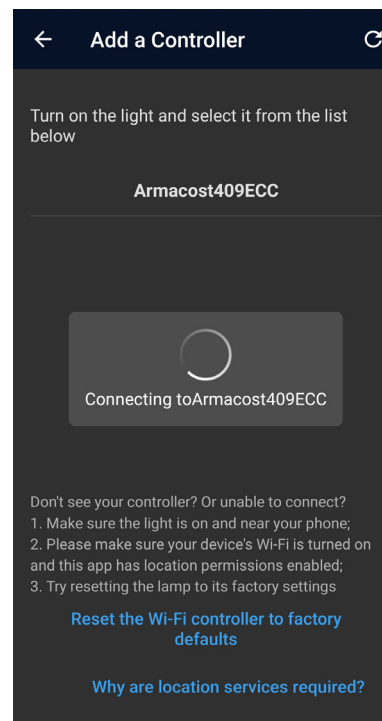 Add a Controller
Turn on the light and select it from the list
below
Armacost409ECC
Connecting toArmacost409ECC
Don't see your controller? Or unable to connect?
1. Make sure the light is on and near your phone;
2. Please make sure your device's Wi-Fi is turned on
and this app has location permissions enabled;
3. Try resetting the lamp to its factory settings
Reset the Wi-Fi controller to factory
defaults
Why are location services required?